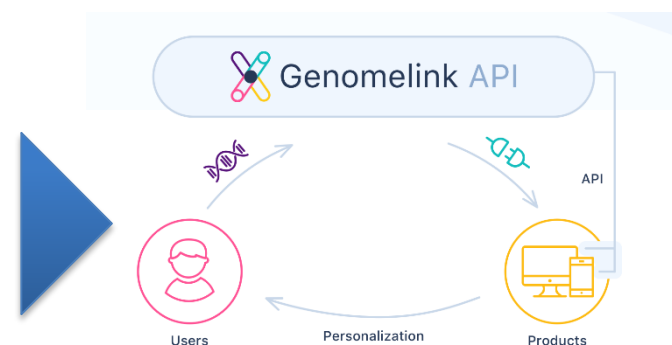 Genomelink API
API
Users
Personalization
Products